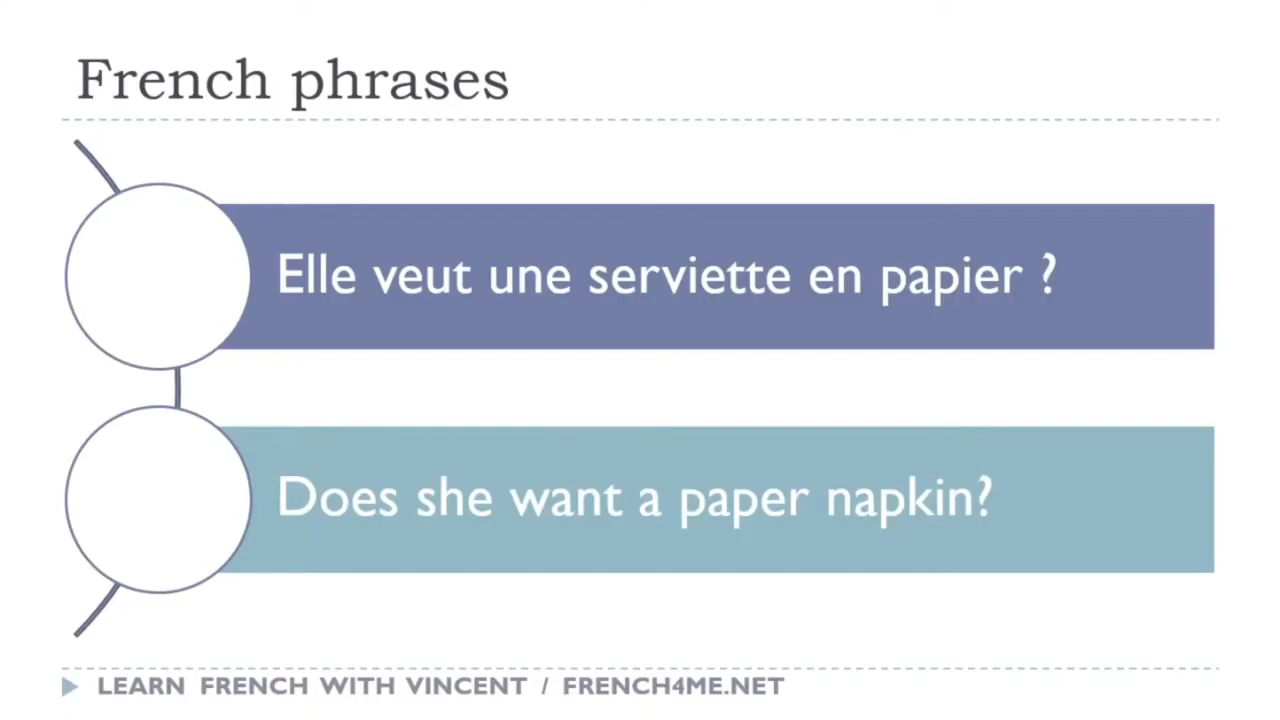 French phrases
Elle veut une serviette en papier ?
Does she want a paper napkin?
LEARN FRENCH WITH VINCENT / FRENCH4ME.NET